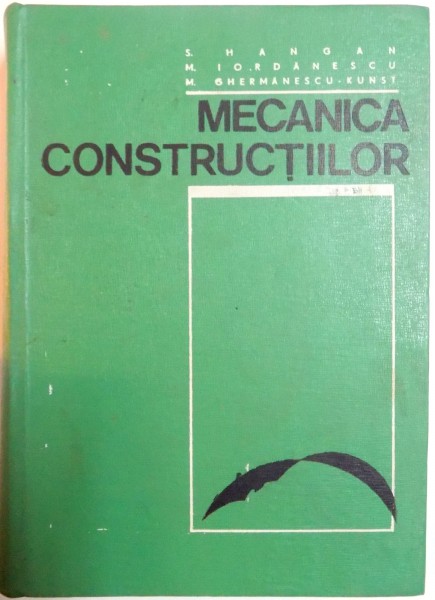 S. HANGAN
M. IORDĂNESCU
M. GHERMĂNESCU-KUNST
MECANICA
CONSTRUCȚIILOR